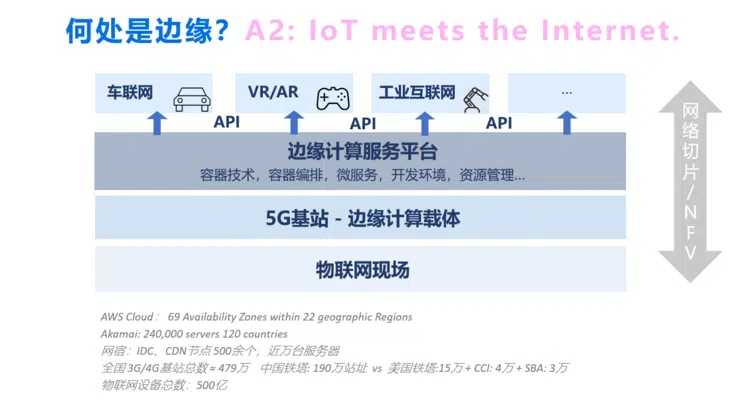 何处是边缘? A2: IoT meets the Internet.
车联网
VR/AR
工业互联网
...
API
API
API
边缘计算服务平台
容器技术，容器编排，微服务，开发环境，资源管理...
5G基站 - 边缘计算载体
物联网现场
网络切片/NFV
AWS Cloud： 69 Availability Zones within 22 geographic Regions
Akamai: 240,000 servers 120 countries
网宿：IDC、CDN节点 500余个，近万台服务器
全国 3G/4G基站总数 = 479万 中国铁塔: 190万站址 vs 美国铁塔:15万 + CCI: 4万 + SBA: 3万
物联网设备总数：500亿